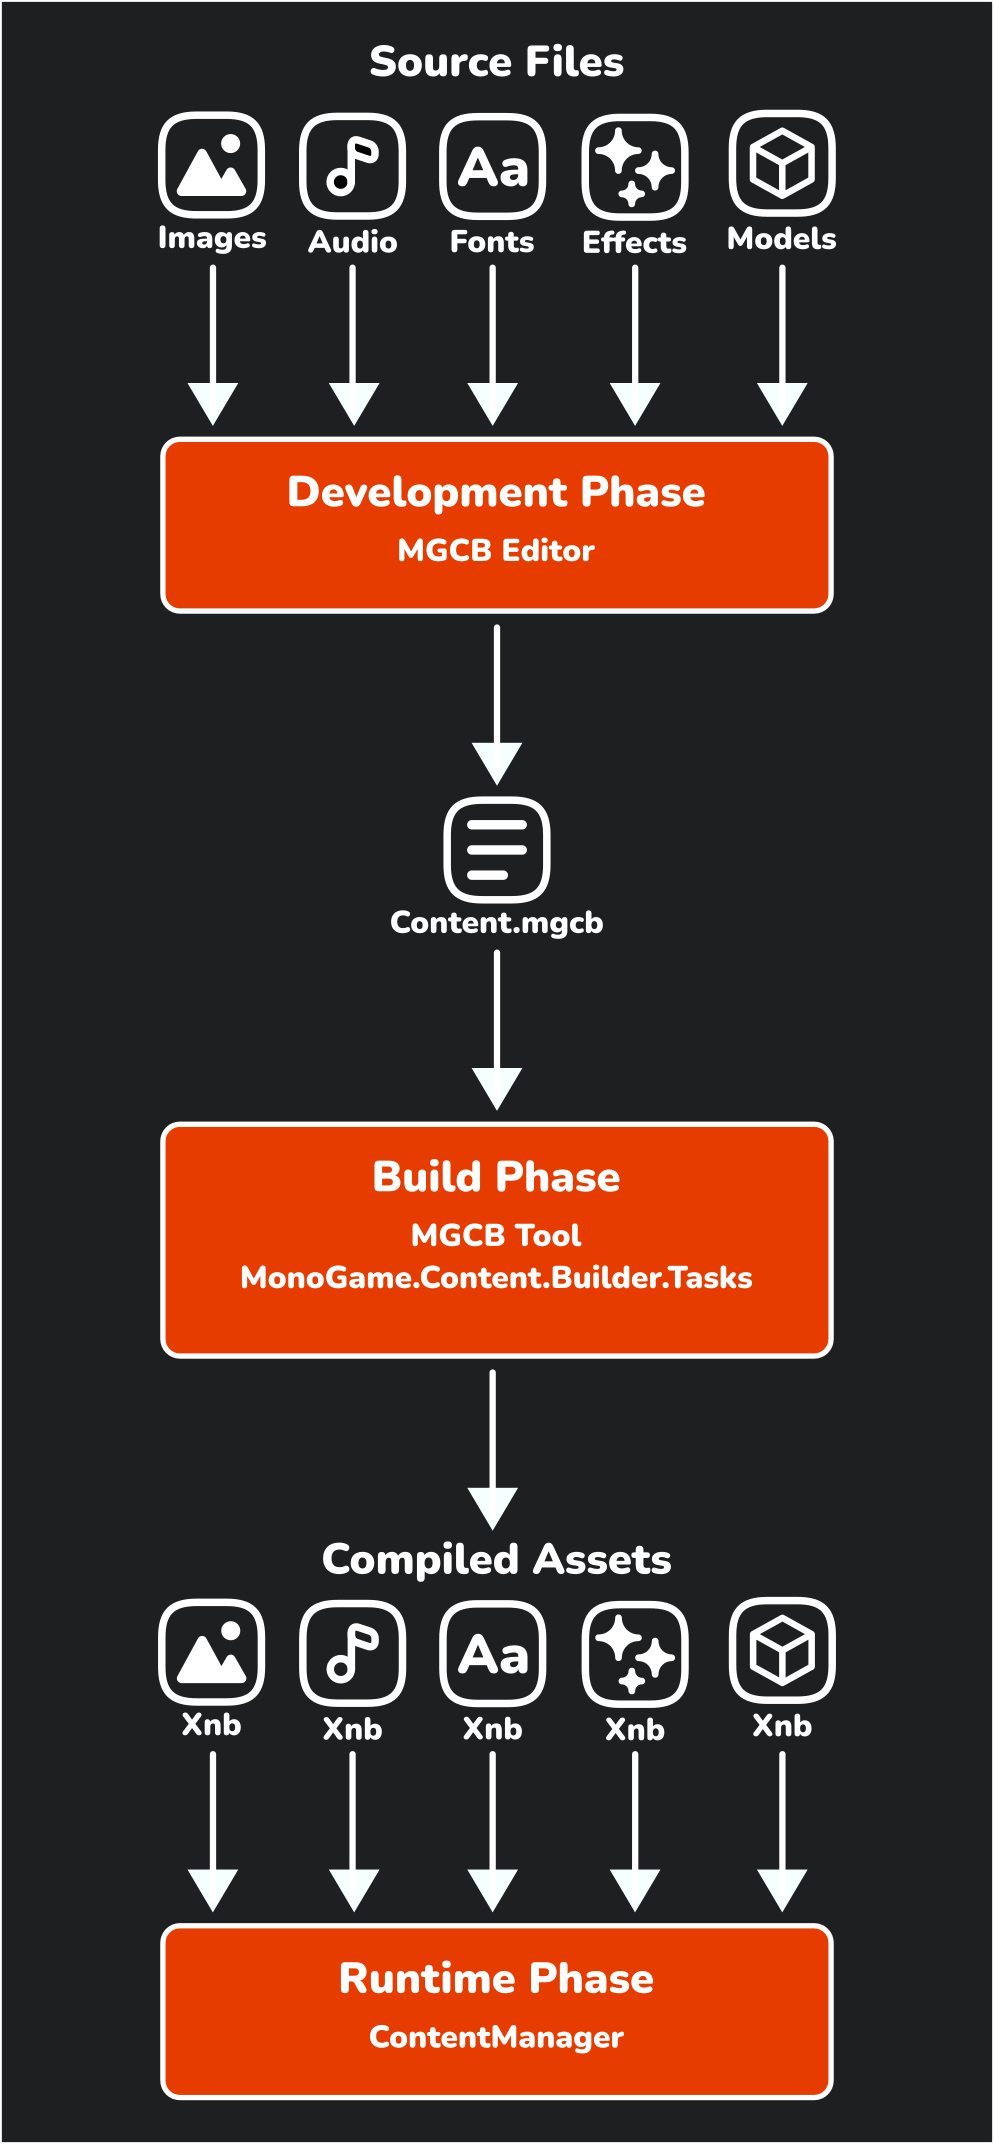 Source Files
Images
Audio
Aa
Fonts
Effects
Models
Development Phase
MGCB Editor
Content.mgcb
Build Phase
MGCB Tool
MonoGame.Content.Builder.Tasks
Compiled Assets
Xnb
Xnb
Aa
Xnb
Xnb
Xnb
Runtime Phase
ContentManager